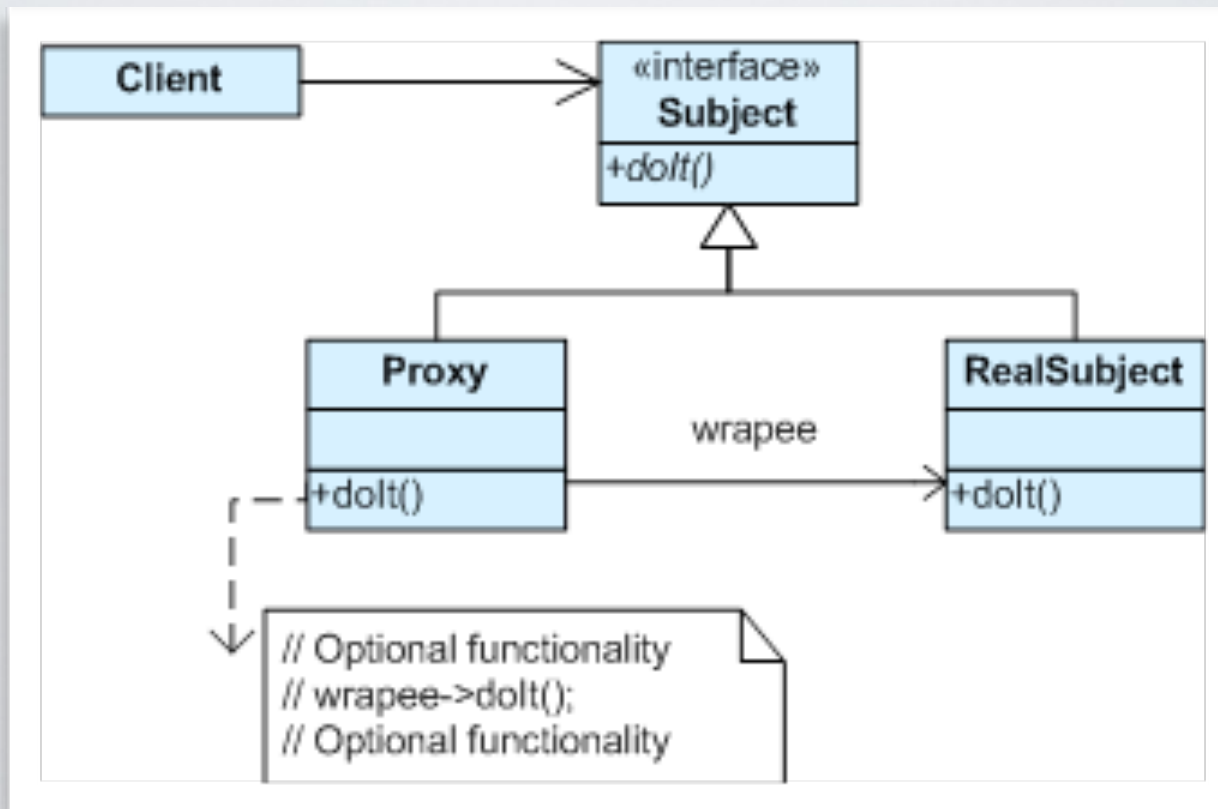 Client
«interface»
Subject
+doIt()
Proxy
+doIt()
wrapee
RealSubject
+doIt()
// Optional functionality
// wrapee->doIt();
// Optional functionality